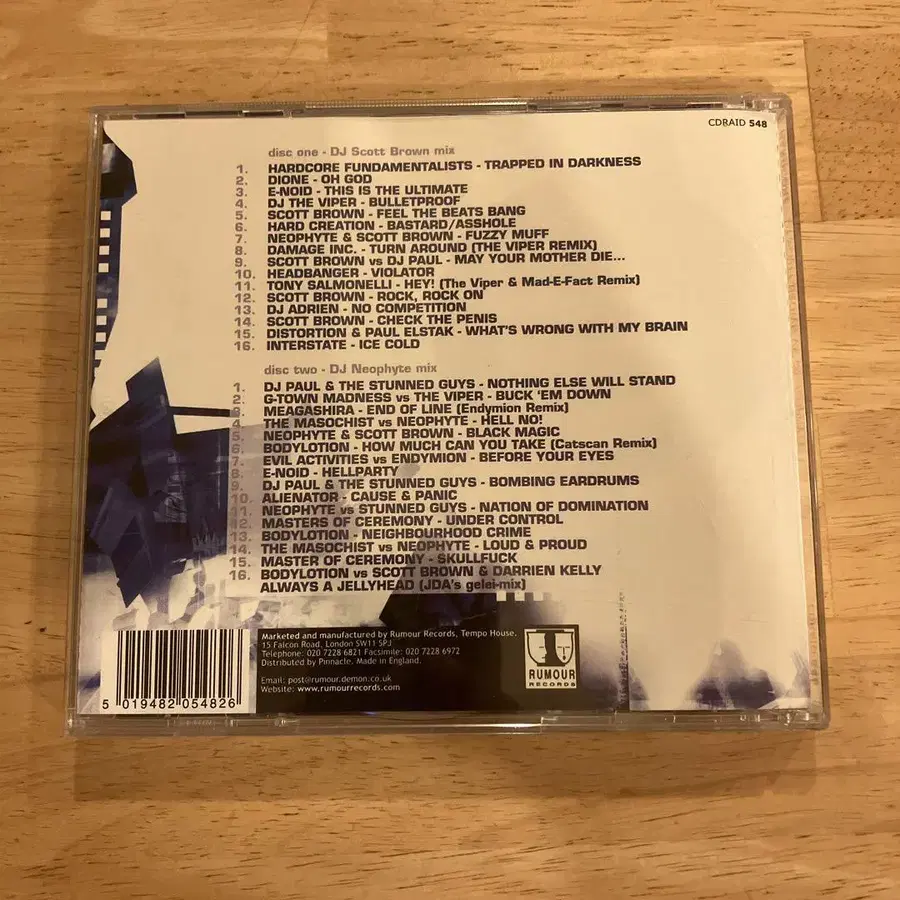 CDRAID 548
disc one - DJ Scott Brown mix
1. HARDCORE FUNDAMENTALISTS - TRAPPED IN DARKNESS
2. DIONE - OH GOD
3. E-NOID - THIS IS THE ULTIMATE
4. DJ THE VIPER - BULLETPROOF
5. SCOTT BROWN - FEEL THE BEATS BANG
6. HARD CREATION - BASTARD/ASSHOLE
7. NEOPHYTE & SCOTT BROWN - FUZZY MUFF
8. DAMAGE INC. - TURN AROUND (THE VIPER REMIX)
9. SCOTT BROWN vs DJ PAUL - MAY YOUR MOTHER DIE...
10. HEADBANGER - VIOLATOR
11. TONY SALMONELLI - HEY! (The Viper & Mad-E-Fact Remix)
12. SCOTT BROWN - ROCK, ROCK ON
13. DJ ADRIEN - NO COMPETITION
14. SCOTT BROWN - CHECK THE PENIS
15. DISTORTION & PAUL ELSTAK - WHAT'S WRONG WITH MY BRAIN
16. INTERSTATE - ICE COLD
disc two - DJ Neophyte mix
1. DJ PAUL & THE STUNNED GUYS - NOTHING ELSE WILL STAND
2. G-TOWN MADNESS vs THE VIPER - BUCK 'EM DOWN
3. MEAGASHIRA - END OF LINE (Endymion Remix)
4. THE MASOCHIST vs NEOPHYTE - HELL NO!
5. NEOPHYTE & SCOTT BROWN - BLACK MAGIC
6. BODYLOTION - HOW MUCH CAN YOU TAKE (Catscan Remix)
7. EVIL ACTIVITIES vs ENDYMION - BEFORE YOUR EYES
8. E-NOID - HELLPARTY
9. DJ PAUL & THE STUNNED GUYS - BOMBING EARDRUMS
10. ALIENATOR - CAUSE & PANIC
11. NEOPHYTE vs STUNNED GUYS - NATION OF DOMINATION
12. MASTERS OF CEREMONY - UNDER CONTROL
13. BODYLOTION - NEIGHBOURHOOD CRIME
14. THE MASOCHIST vs NEOPHYTE - LOUD & PROUD
15. MASTER OF CEREMONY - SKULLFUCK
16. BODYLOTION vs SCOTT BROWN & DARRIEN KELLY
ALWAYS A JELLYHEAD (JDA's gelei-mix)
Marketed and manufactured by Rumour Records, Tempo House,
15 Falcon Road, London SW11 5PJ
Telephone: 020 7228 6821 Facsimile: 020 7228 6972
Distributed by Pinnacle. Made in England.
Email: post@rumour.demon.co.uk
Website: www.rumourrecords.com
RUMOUR
RECORDS
5 019482 054826